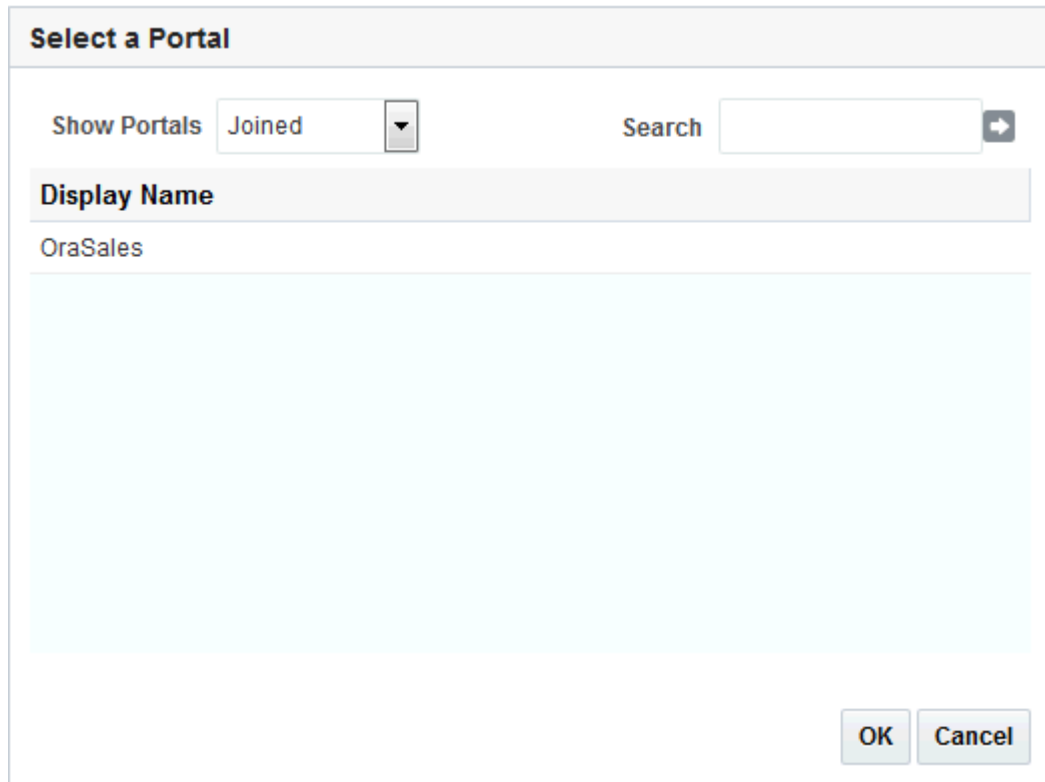 Select a Portal
Show Portals Joined Search
Display Name
OraSales
OK Cancel